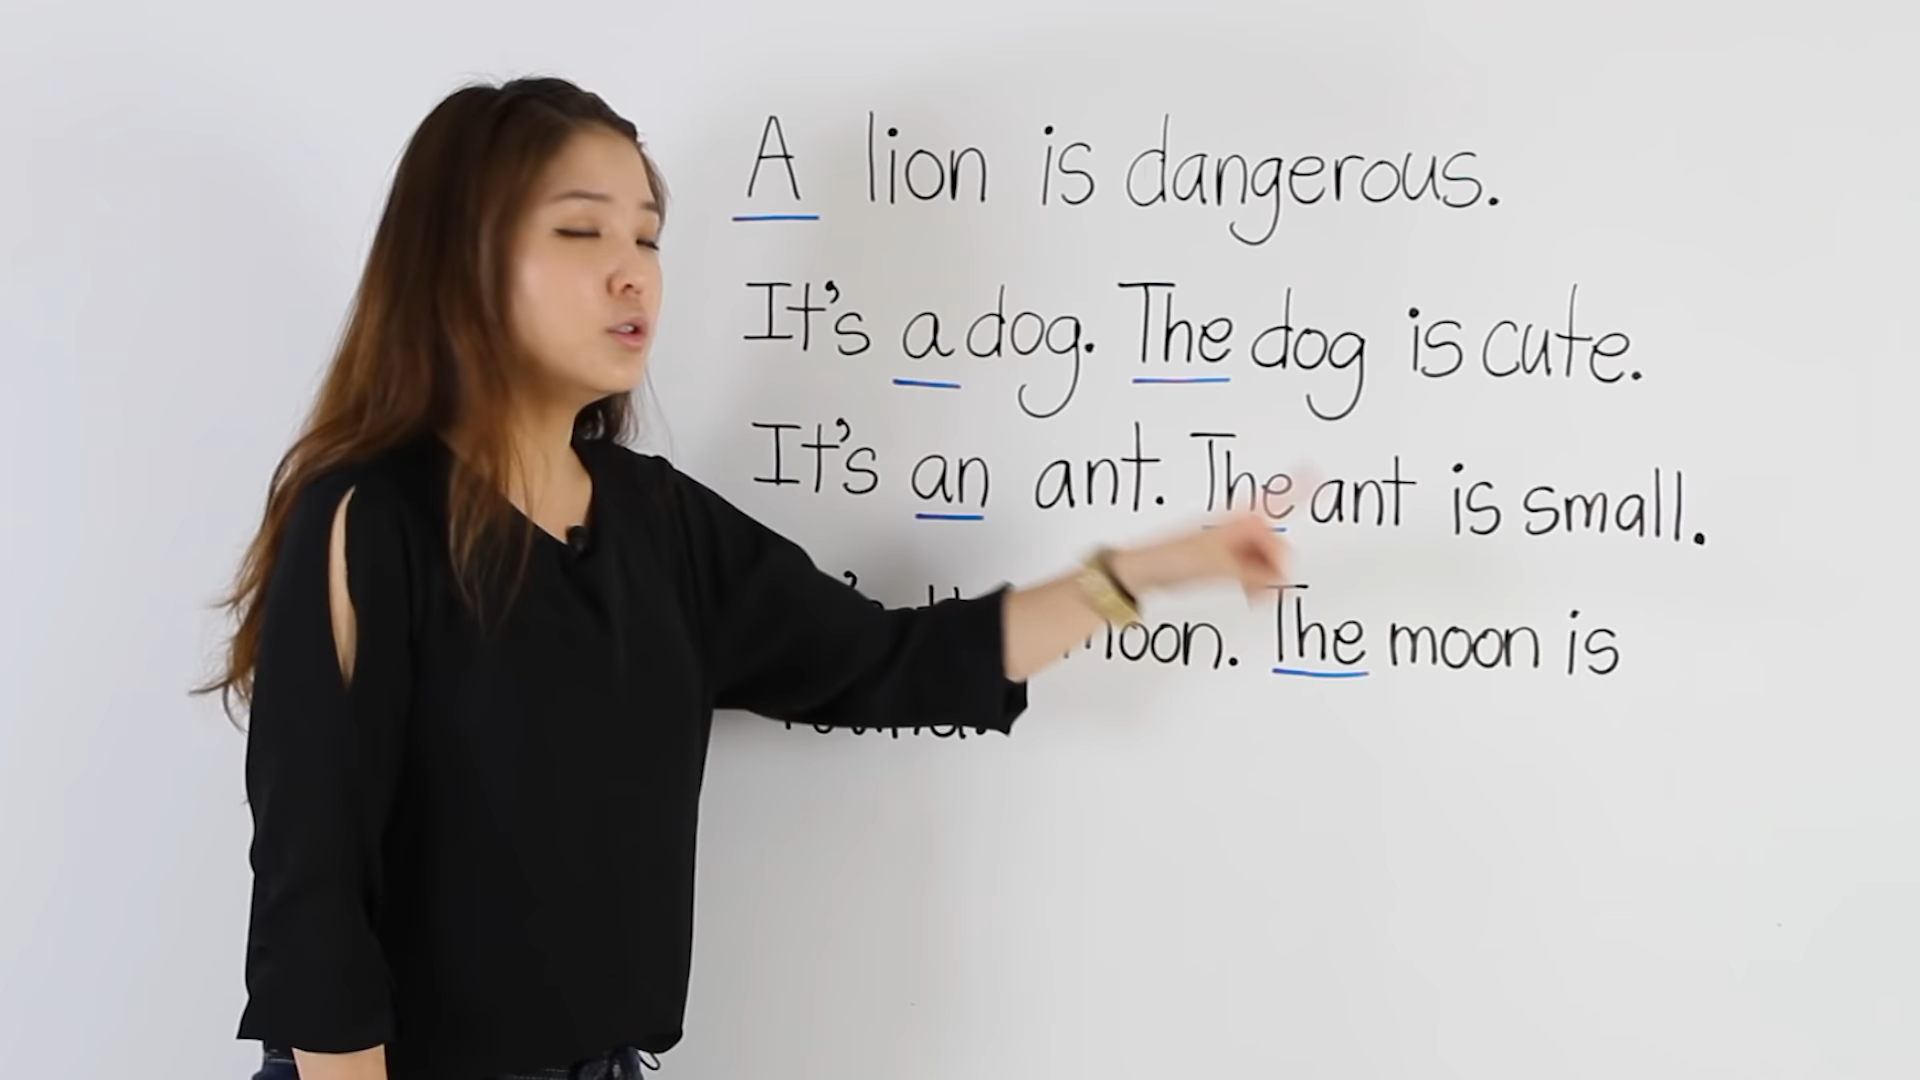 A lion is dangerous.
It's a dog. The dog is cute.
It's an ant. The ant is small.
moon. The moon is